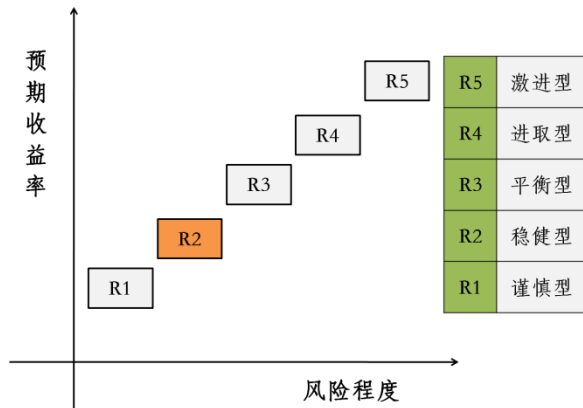 预期收益率
R5
R4
R3
R2
R1
风险程度
R5 激进型
R4 进取型
R3 平衡型
R2 稳健型
R1 谨慎型